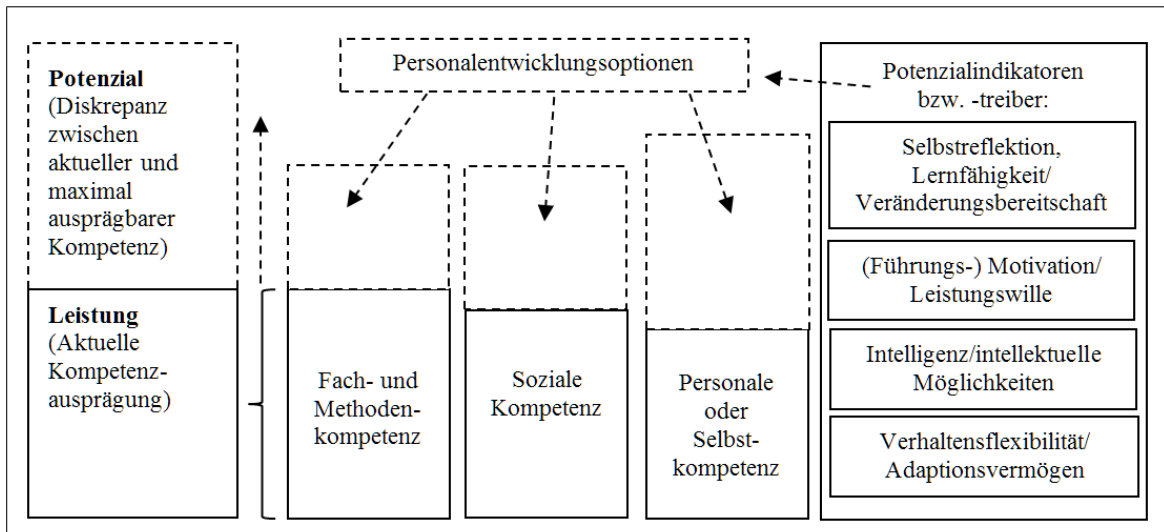 Potenzial
(Diskrepanz
zwischen
aktueller und
maximal
ausprägbarer
Kompetenz)
Leistung
(Aktuelle
Kompetenz-
ausprägung)
Personalentwicklungsoptionen
Fach- und
Methoden-
kompetenz
Soziale
Kompetenz
Personale
oder
Selbst-
kompetenz
Potenzialindikatoren
bzw. -treiber:
Selbstreflektion,
Lernfähigkeit/
Veränderungsbereitschaft
(Führungs-) Motivation/
Leistungswille
Intelligenz/intellektuelle
Möglichkeiten
Verhaltensflexibilität/
Adaptionsvermögen